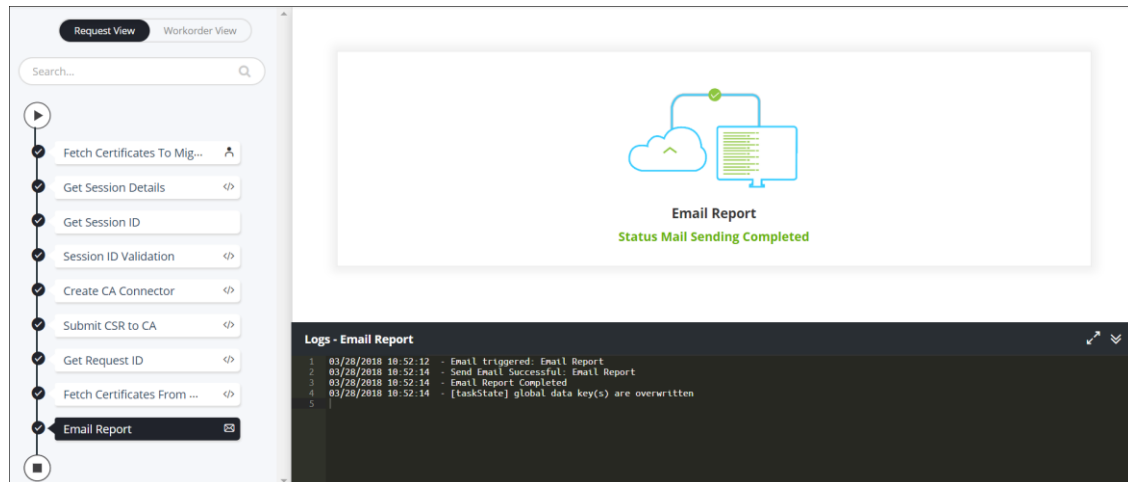 Request View
Workorder View
Search...
Fetch Certificates To Mig...
Get Session Details
Get Session ID
Session ID Validation
Create CA Connector
Submit CSR to CA
Get Request ID
Fetch Certificates From ...
Email Report
Email Report
Status Mail Sending Completed
Logs - Email Report
1 03/28/2018 10:52:12 - Email triggered: Email Report
2 03/28/2018 10:52:14 - Send Email Successful: Email Report
3 03/28/2018 10:52:14 - Email Report Completed
4 03/28/2018 10:52:14 - [taskState] global data key(s) are overwritten
5